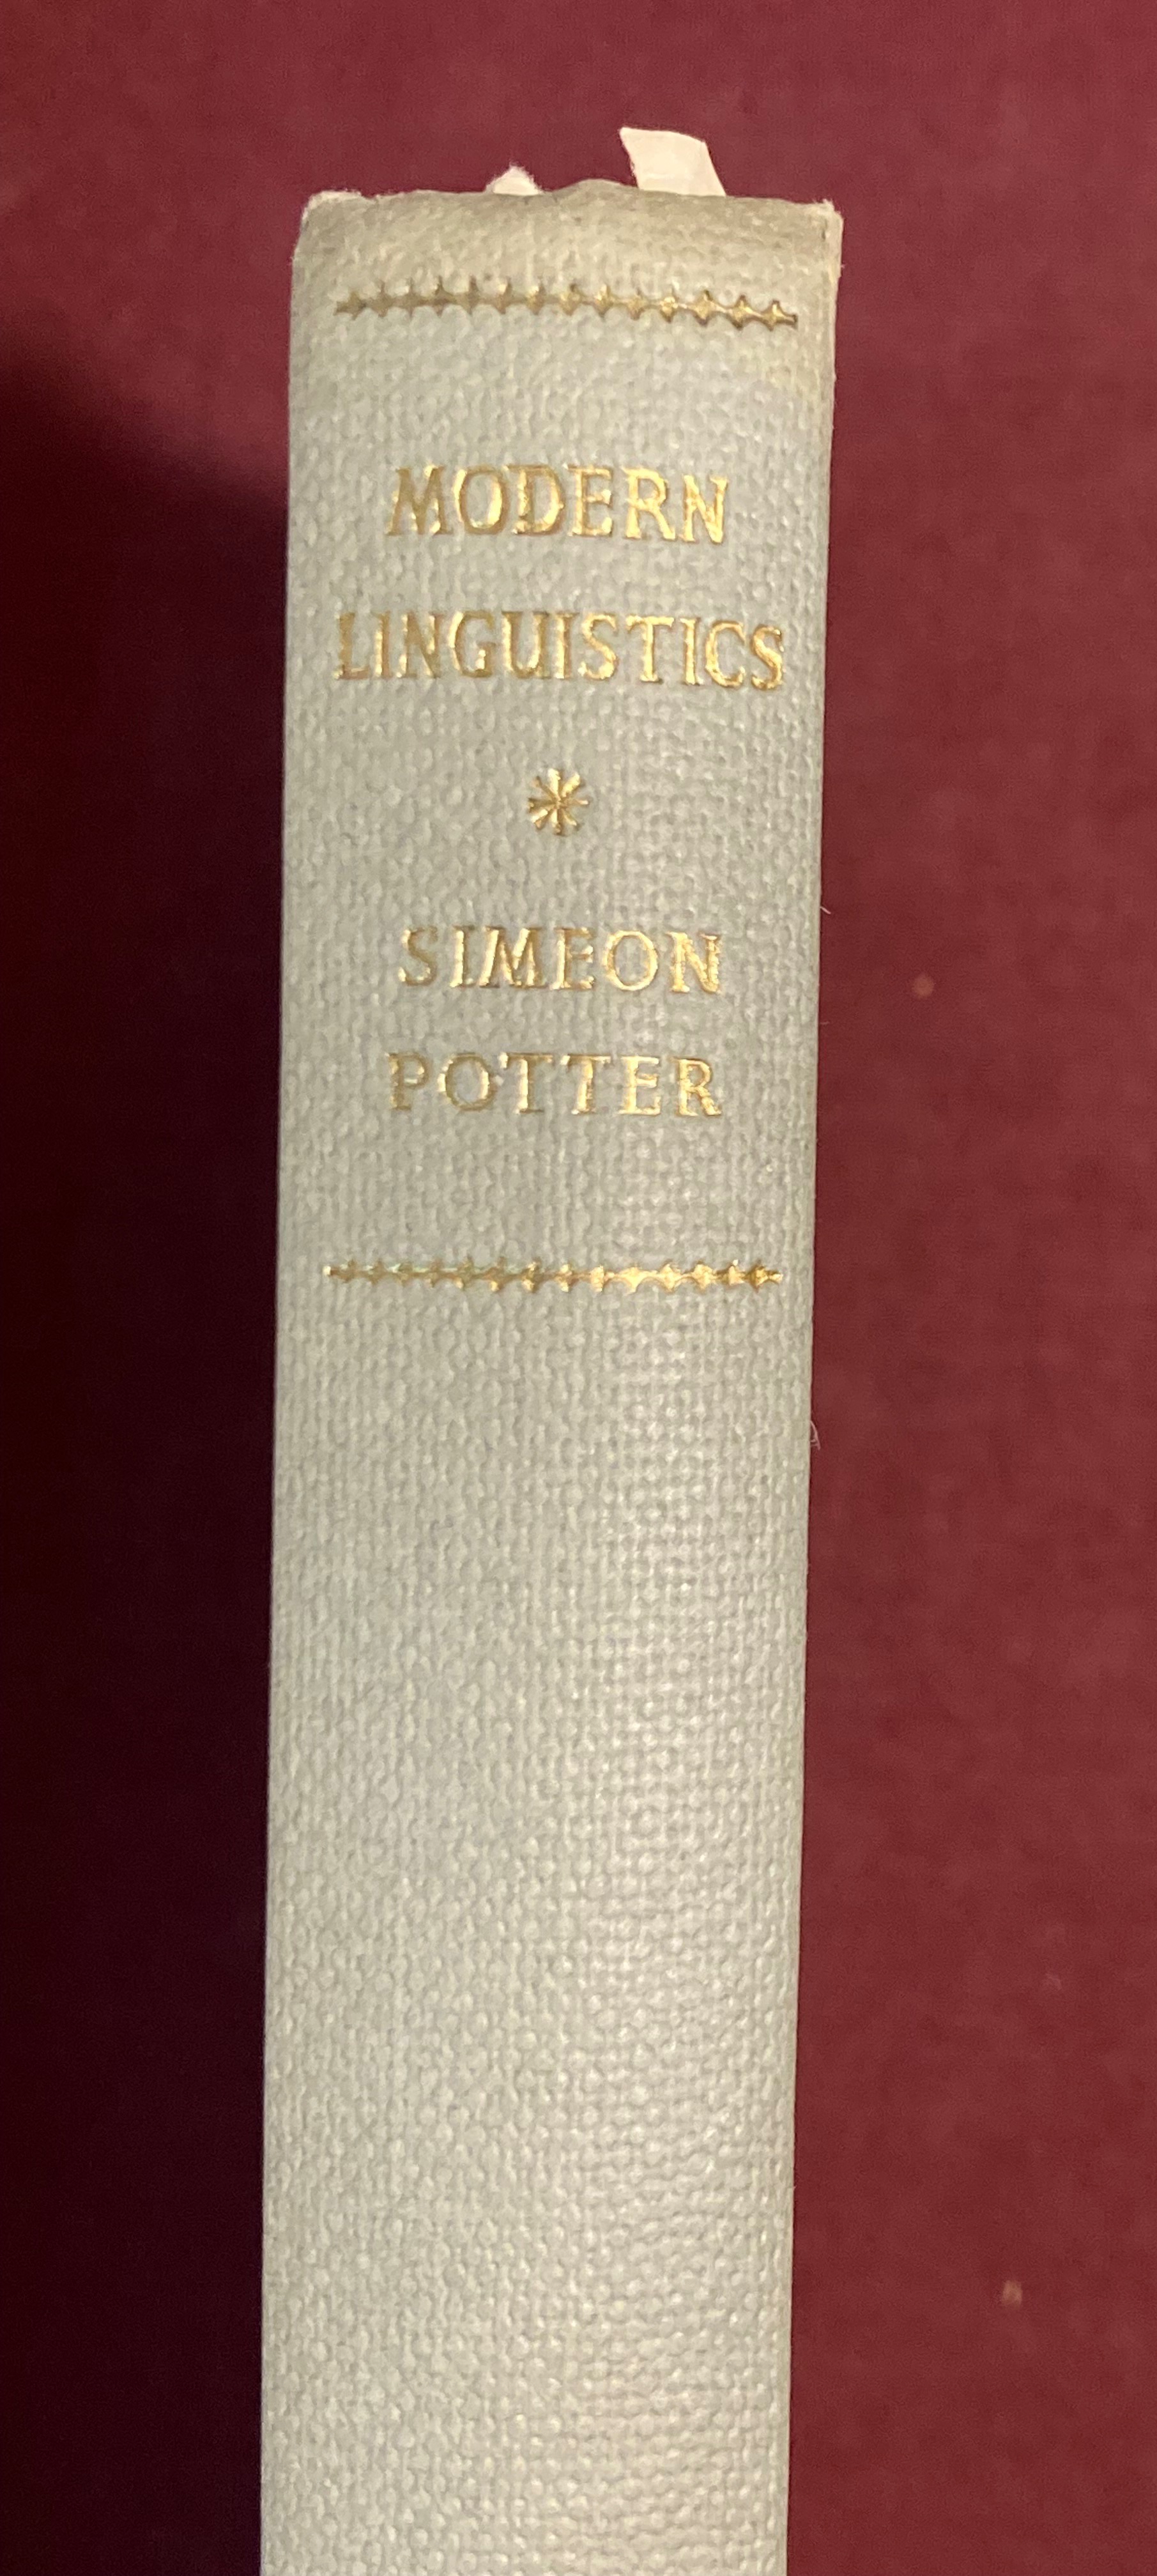 MODERN
LINGUISTICS
*
SIMEON
POTTER